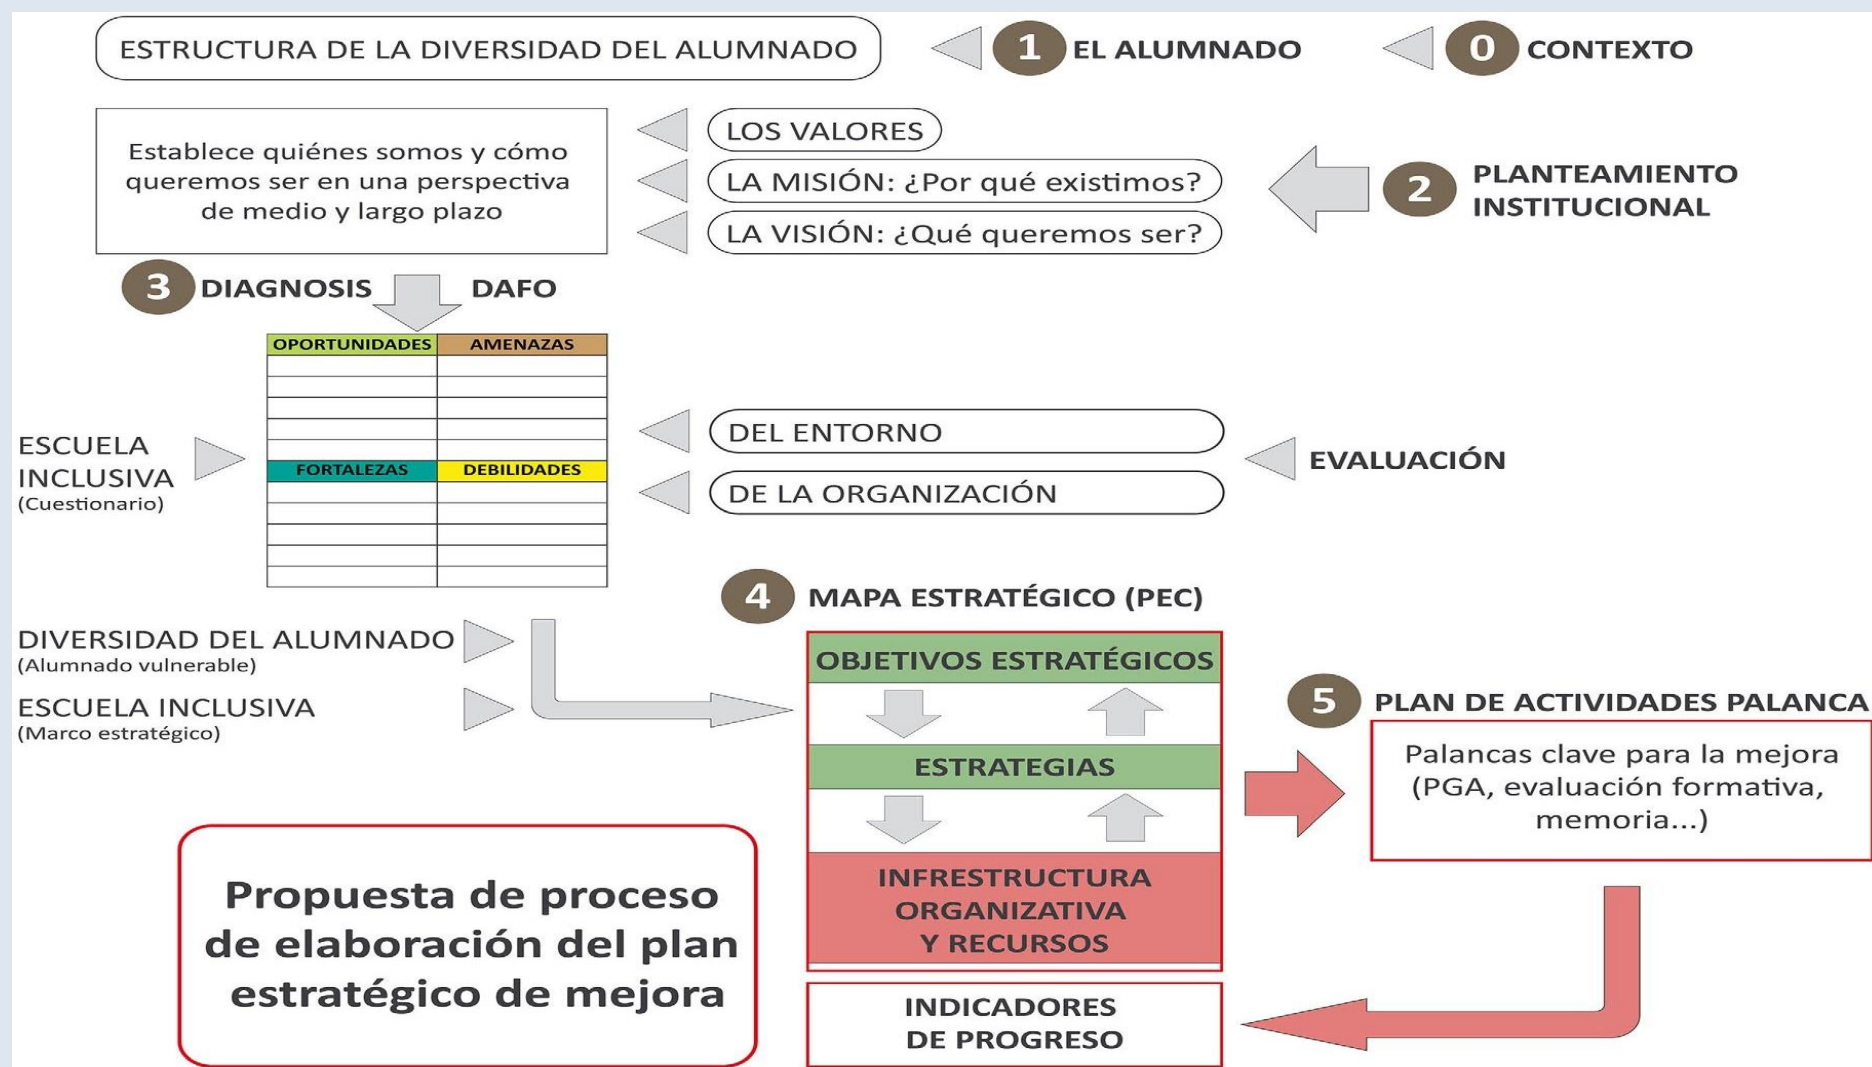 ESTRUCTURA DE LA DIVERSIDAD DEL ALUMNADO
1 EL ALUMNADO
0 CONTEXTO
Establece quiénes somos y cómo
queremos ser en una perspectiva
de medio y largo plazo
LOS VALORES
LA MISIÓN: ¿Por qué existimos?
LA VISIÓN: ¿Qué queremos ser?
2 PLANTEAMIENTO
INSTITUCIONAL
3 DIAGNOSIS DAFO
OPORTUNIDADES AMENAZAS
FORTALEZAS DEBILIDADES
ESCUELA
INCLUSIVA
(Cuestionario)
DEL ENTORNO
DE LA ORGANIZACIÓN
EVALUACIÓN
DIVERSIDAD DEL ALUMNADO
(Alumnado vulnerable)
ESCUELA INCLUSIVA
(Marco estratégico)
4 MAPA ESTRATÉGICO (PEC)
OBJETIVOS ESTRATÉGICOS
ESTRATEGIAS
INFRESTRUCTURA
ORGANIZATIVA
Y RECURSOS
INDICADORES
DE PROGRESO
5 PLAN DE ACTIVIDADES PALANCA
Palancas clave para la mejora
(PGA, evaluación formativa,
memoria...)
Propuesta de proceso
de elaboración del plan
estratégico de mejora